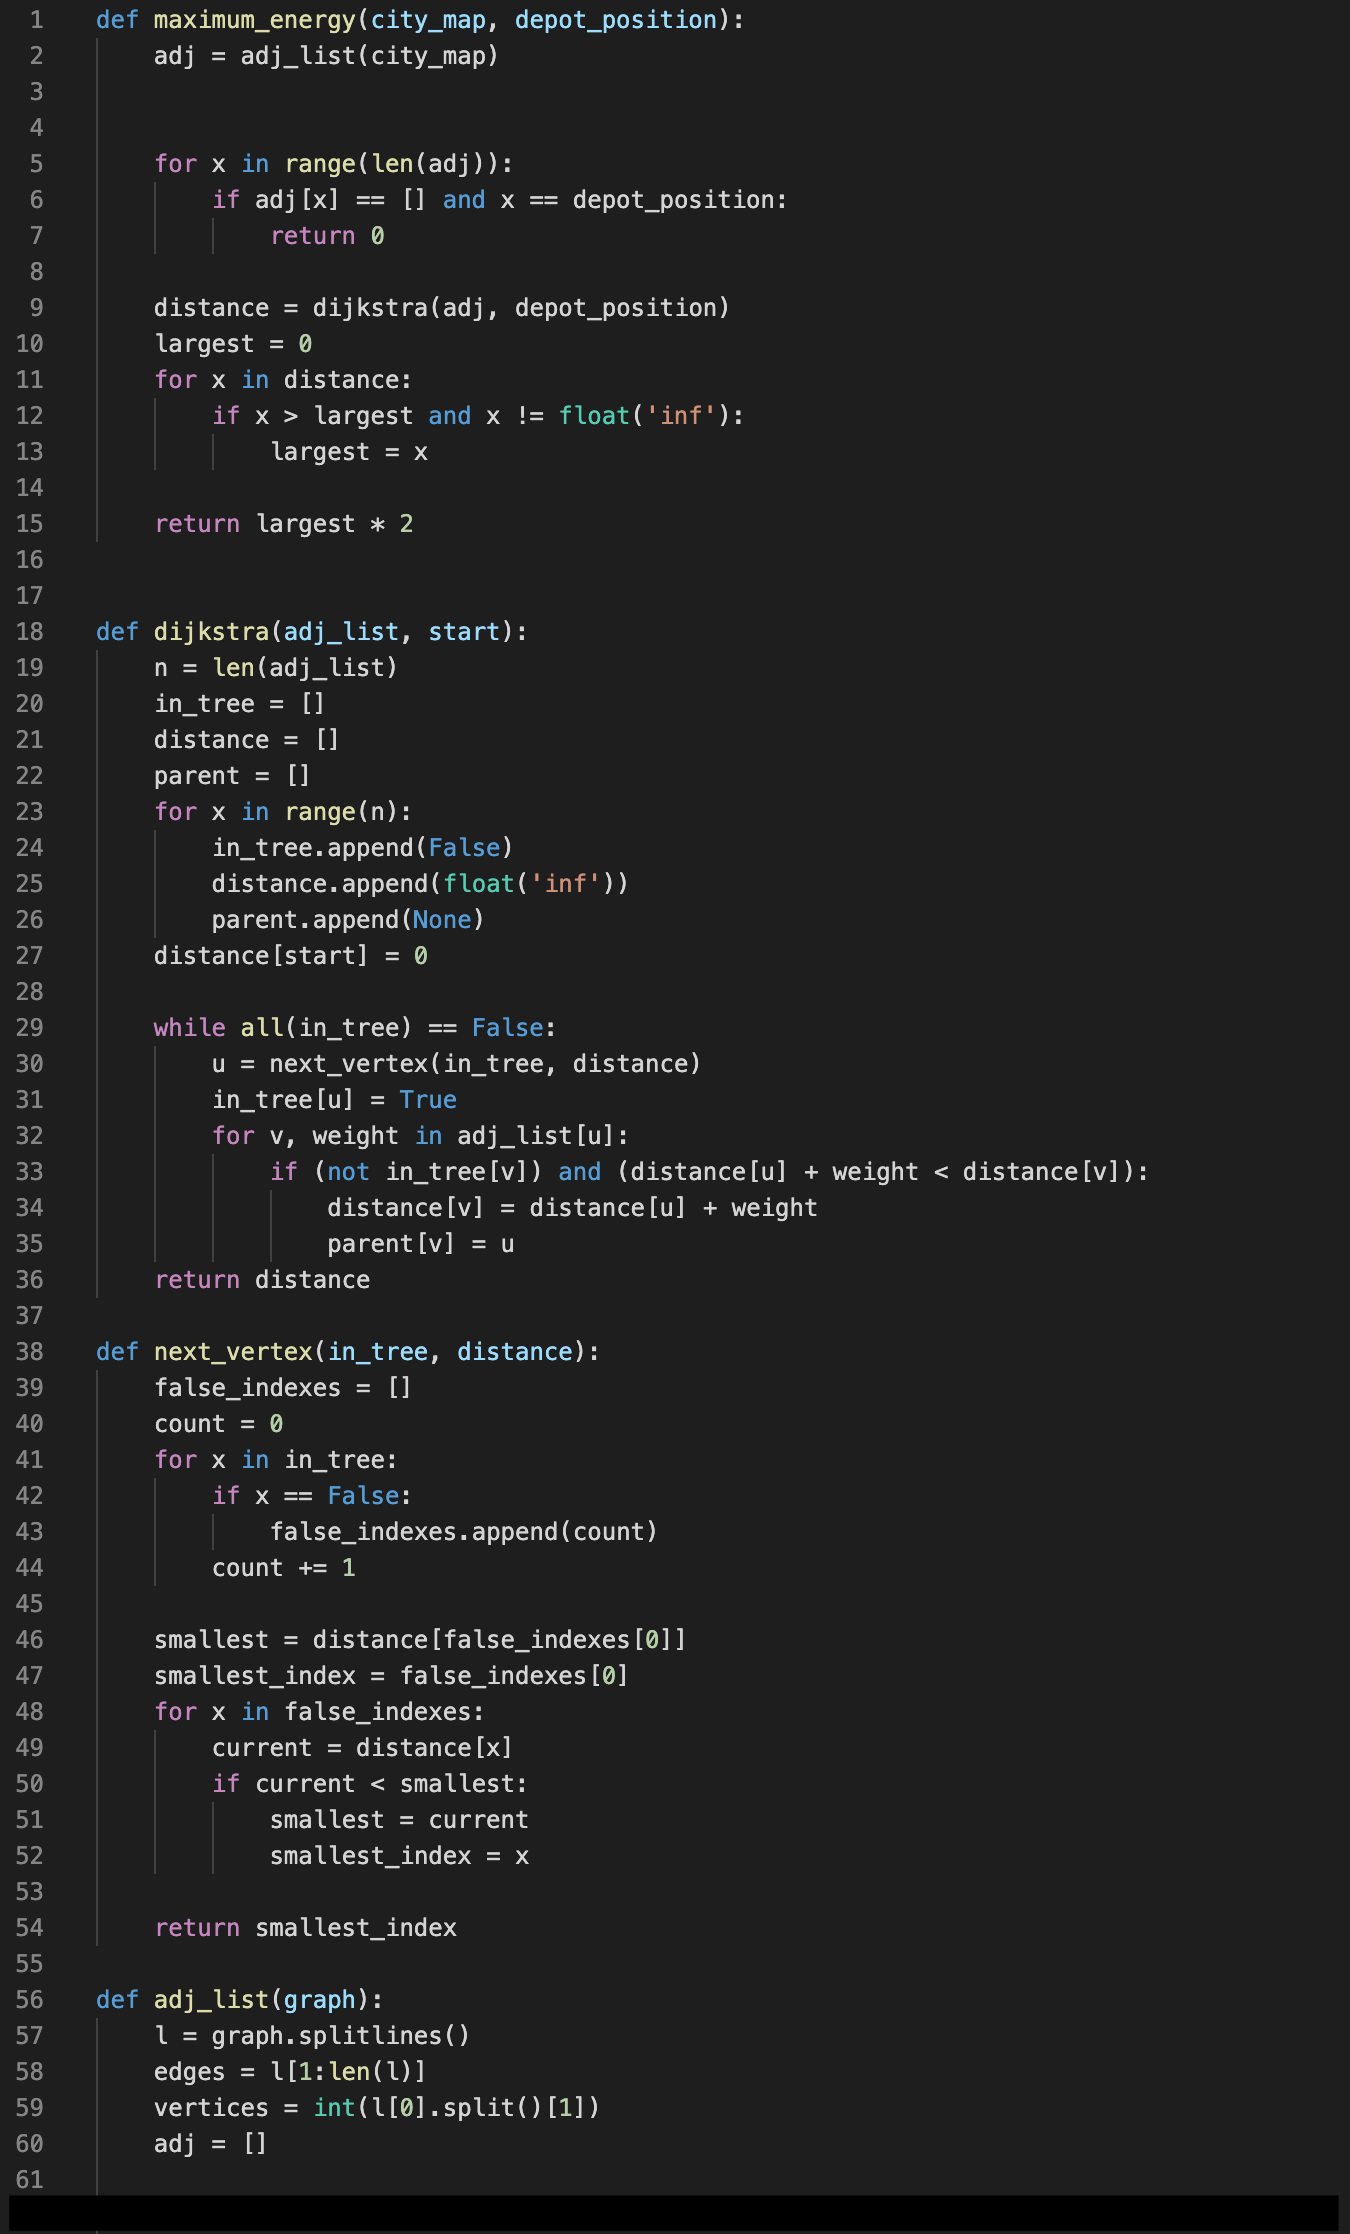 1 def maximum_energy(city_map, depot_position):
2     adj = adj_list(city_map)
3
4
5     for x in range(len(adj)):
6         if adj[x] == [] and x == depot_position:
7             return 0
8
9     distance = dijkstra(adj, depot_position)
10     largest = 0
11     for x in distance:
12         if x > largest and x != float('inf'):
13             largest = x
14
15     return largest * 2
16
17
18 def dijkstra(adj_list, start):
19     n = len(adj_list)
20     in_tree = []
21     distance = []
22     parent = []
23     for x in range(n):
24         in_tree.append(False)
25         distance.append(float('inf'))
26         parent.append(None)
27     distance[start] = 0
28
29     while all(in_tree) == False:
30         u = next_vertex(in_tree, distance)
31         in_tree[u] = True
32         for v, weight in adj_list[u]:
33             if (not in_tree[v]) and (distance[u] + weight < distance[v]):
34                 distance[v] = distance[u] + weight
35                 parent[v] = u
36     return distance
37
38 def next_vertex(in_tree, distance):
39     false_indexes = []
40     count = 0
41     for x in in_tree:
42         if x == False:
43             false_indexes.append(count)
44         count += 1
45
46     smallest = distance[false_indexes[0]]
47     smallest_index = false_indexes[0]
48     for x in false_indexes:
49         current = distance[x]
50         if current < smallest:
51             smallest = current
52             smallest_index = x
53
54     return smallest_index
55
56 def adj_list(graph):
57     l = graph.splitlines()
58     edges = l[1:len(l)]
59     vertices = int(l[0].split()[1])
60     adj = []
61